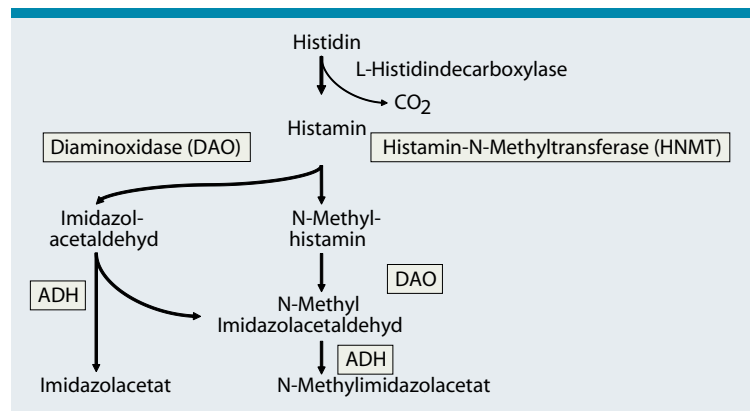 Histidin
L-Histidindecarboxylase
CO2
Histamin
Diaminoxidase (DAO)
Histamin-N-Methyltransferase (HNMT)
Imidazol-
acetaldehyd
N-Methyl-
histamin
ADH
DAO
N-Methyl
Imidazolacetaldehyd
ADH
Imidazolacetat
N-Methylimidazolacetat